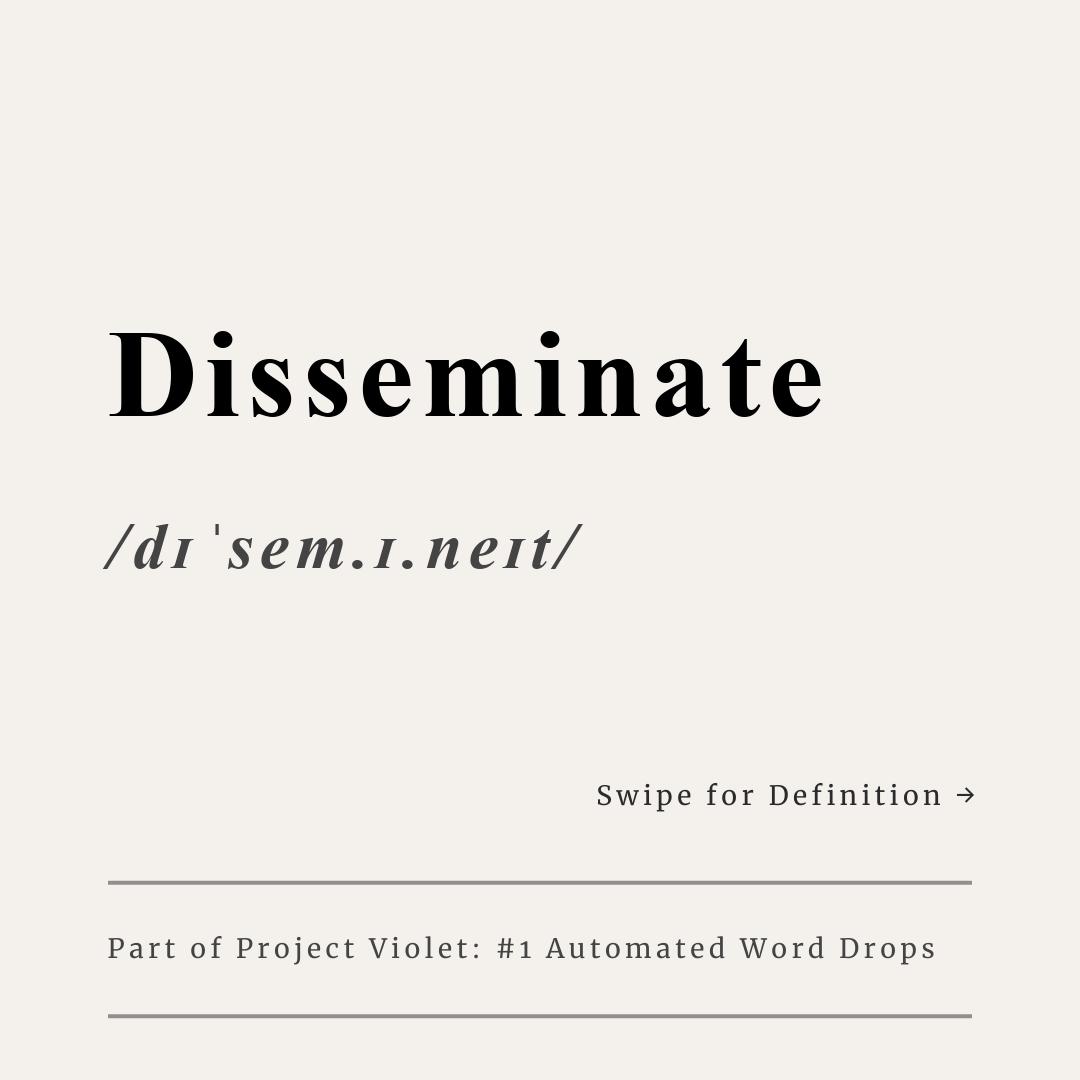 Disseminate
/dɪˈsem.ɪ.neɪt/
Swipe for Definition →
Part of Project Violet: #1 Automated Word Drops